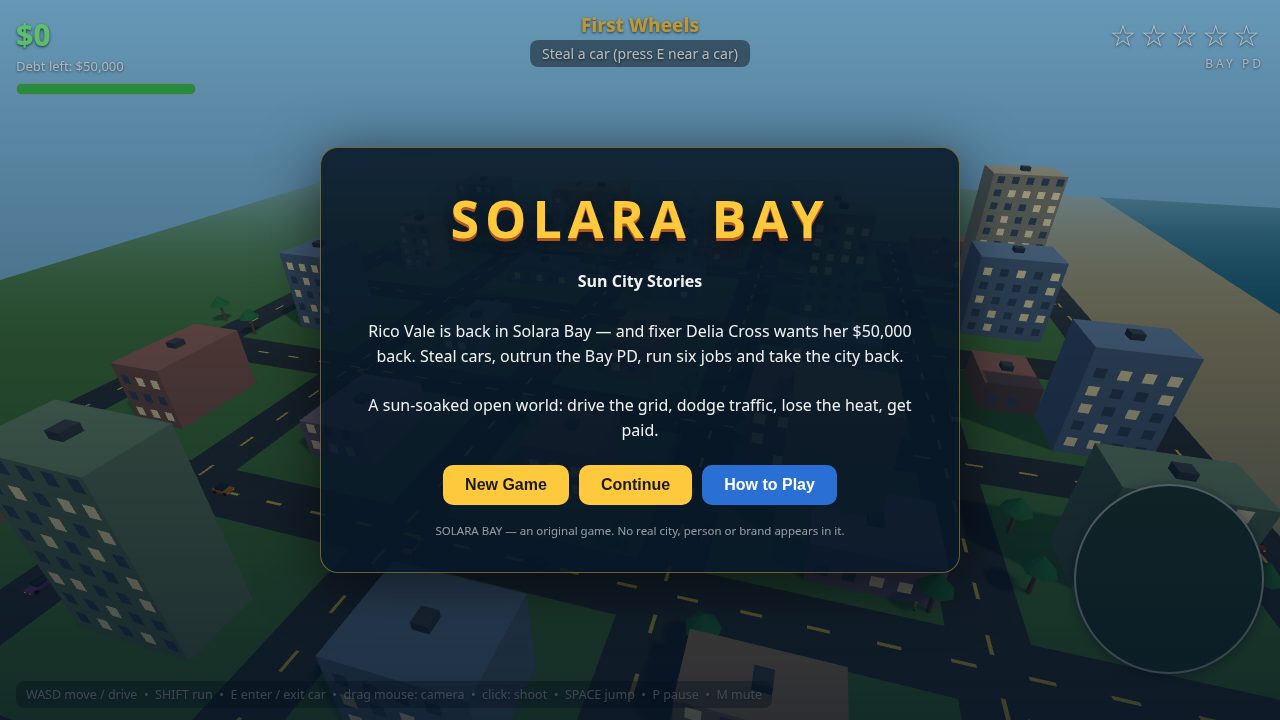 $0
Debt left: $50,000
First Wheels
Steal a car (press E near a car)
BAY PD
SOLARA BAY
Sun City Stories
Rico Vale is back in Solara Bay — and fixer Delia Cross wants her $50,000
back. Steal cars, outrun the Bay PD, run six jobs and take the city back.
A sun-soaked open world: drive the grid, dodge traffic, lose the heat, get
paid.
New Game
Continue
How to Play
SOLARA BAY — an original game. No real city, person or brand appears in it.
WASD move / drive • SHIFT run • E enter / exit car • drag mouse: camera • click: shoot • SPACE jump • P pause • M mute